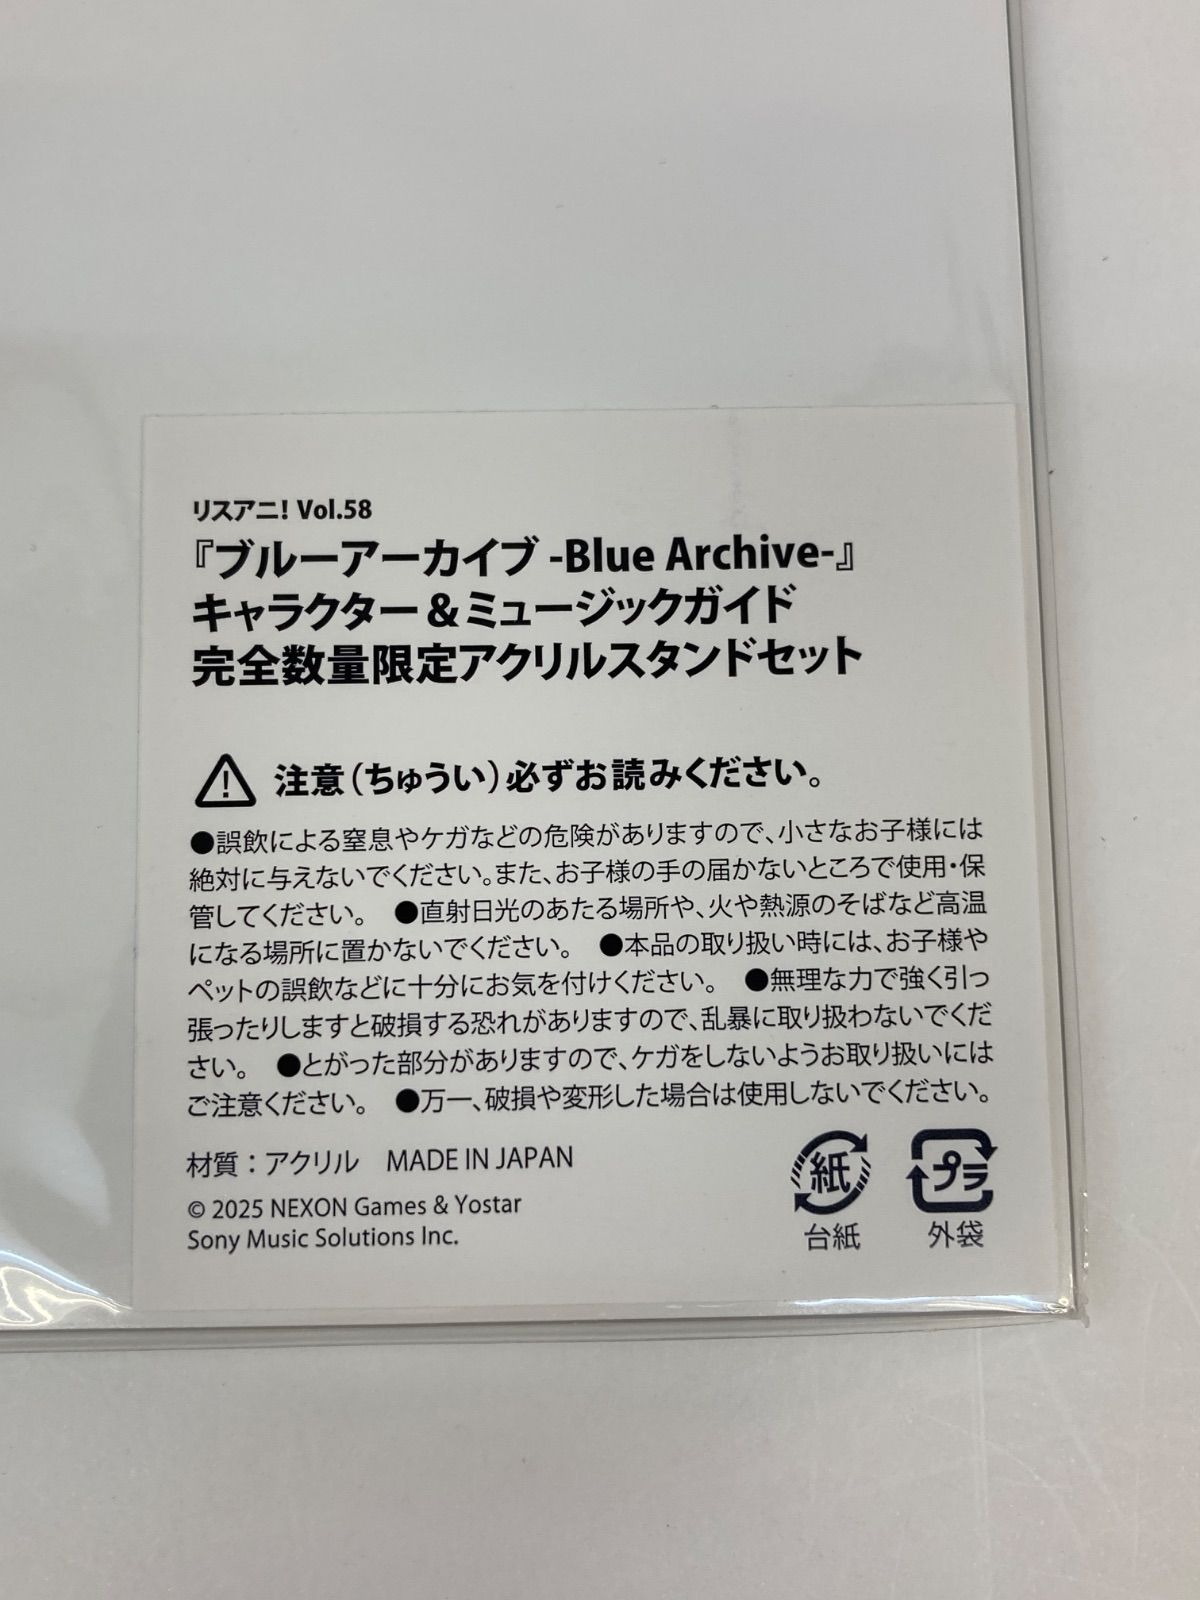 リスアニ! Vol.58
『ブルーアーカイブ -Blue Archive-』
キャラクター＆ミュージックガイド
完全数量限定アクリルスタンドセット
注意（ちゅうい）必ずお読みください。
●誤飲による窒息やケガなどの危険がありますので、小さなお子様には
絶対に与えないでください。また、お子様の手の届かないところで使用・保
管してください。 ●直射日光のあたる場所や、火や熱源のそばなど高温
になる場所に置かないでください。 ●本品の取り扱い時には、お子様や
ペットの誤飲などに十分にお気を付けください。 ●無理な力で強く引っ
張ったりしますと破損する恐れがありますので、乱暴に取り扱わないでくだ
さい。 ●とがった部分がありますので、ケガをしないようお取り扱いには
ご注意ください。 ●万一、破損や変形した場合は使用しないでください。
材質：アクリル MADE IN JAPAN
© 2025 NEXON Games & Yostar
Sony Music Solutions Inc.
紙 プラ
台紙 外袋